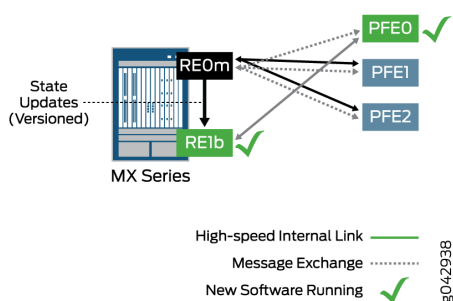 PFE0
RE0m
PFE1
State
Updates
(Versioned)
PFE2
RE1b
MX Series
High-speed Internal Link
Message Exchange
New Software Running
g042938